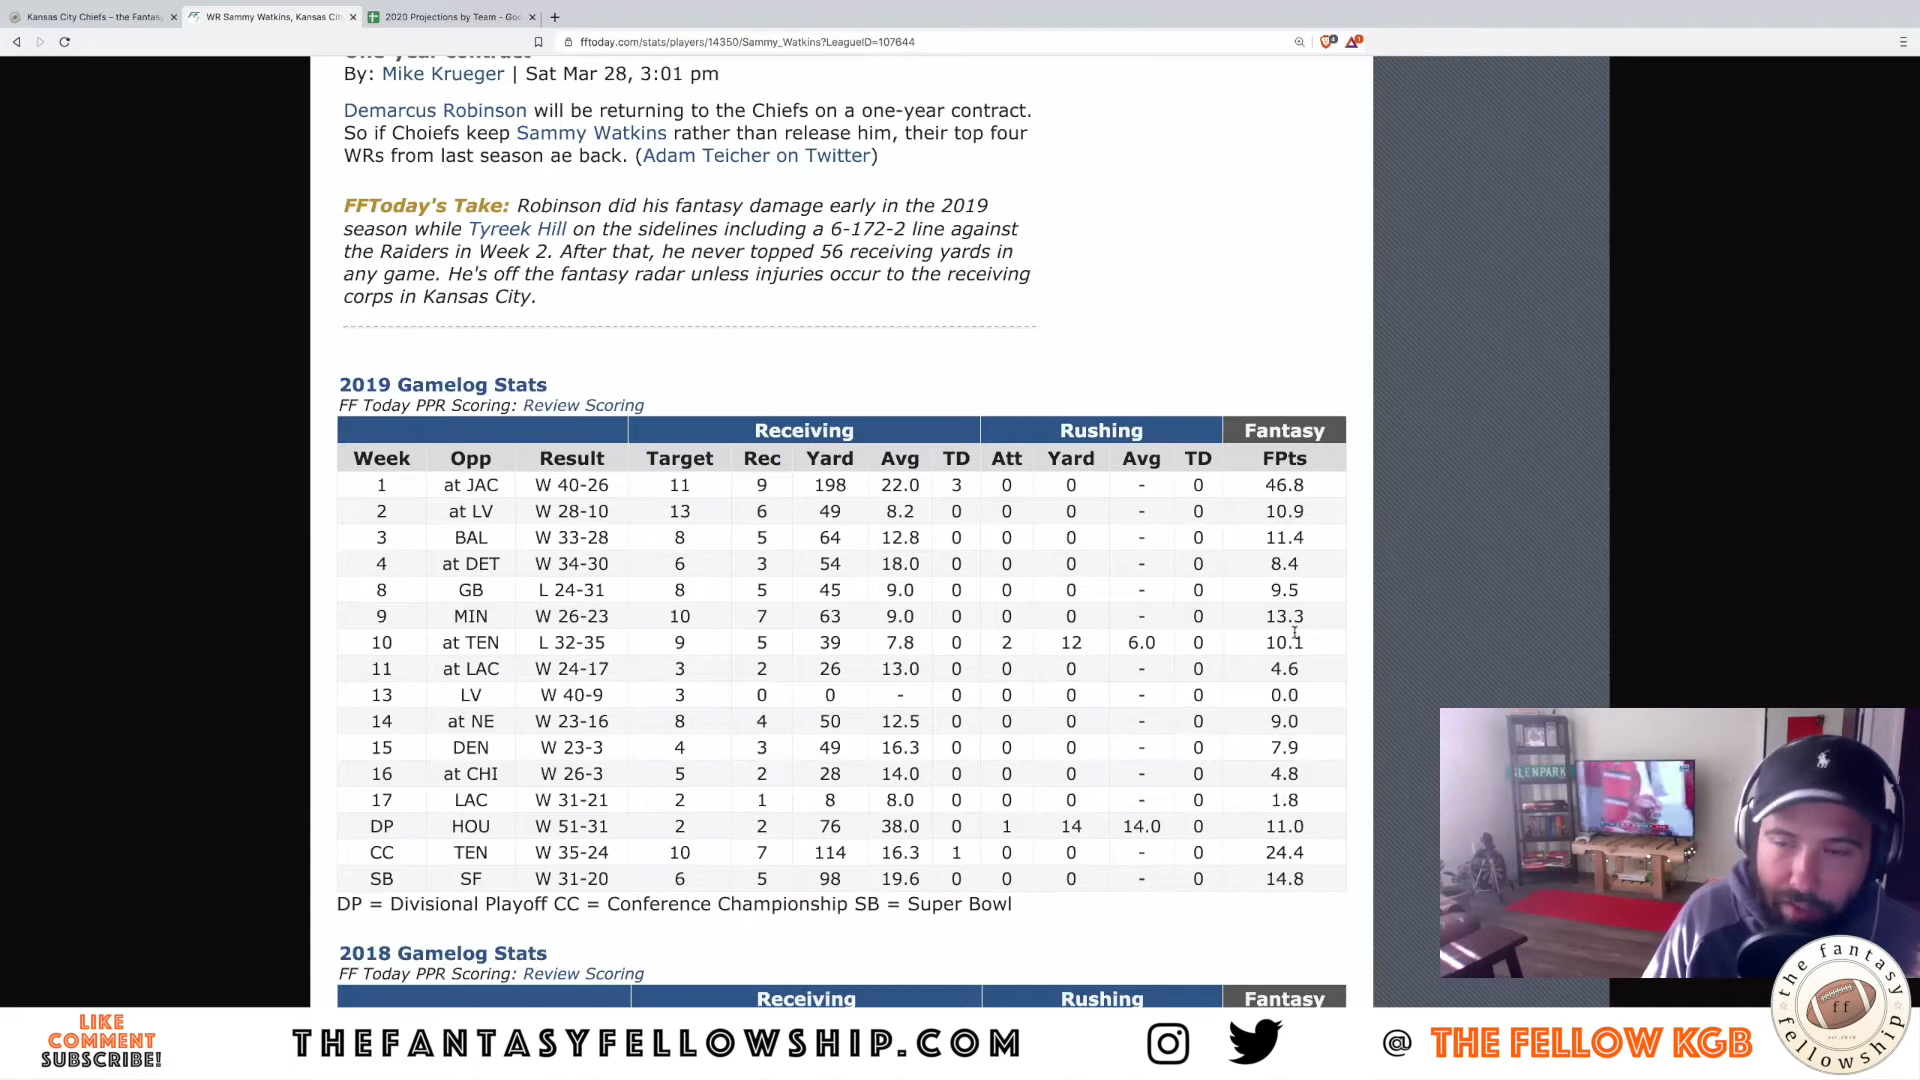 Kansas City Chiefs – the Fantas
WR Sammy Watkins, Kansas Cit
2020 Projections by Team - Goo
fftoday.com/stats/players/14350/Sammy_Watkins?LeagueID=107644
One-year contract
By: Mike Krueger | Sat Mar 28, 3:01 pm
Demarcus Robinson will be returning to the Chiefs on a one-year contract.
So if Choiefs keep Sammy Watkins rather than release him, their top four
WRs from last season ae back. (Adam Teicher on Twitter)
FFToday's Take: Robinson did his fantasy damage early in the 2019
season while Tyreek Hill on the sidelines including a 6-172-2 line against
the Raiders in Week 2. After that, he never topped 56 receiving yards in
any game. He's off the fantasy radar unless injuries occur to the receiving
corps in Kansas City.
2019 Gamelog Stats
FF Today PPR Scoring: Review Scoring
Receiving Rushing Fantasy
Week Opp Result Target Rec Yard Avg TD Att Yard Avg TD FPts
1 at JAC W 40-26 11 9 198 22.0 3 0 0 - 0 46.8
2 at LV W 28-10 13 6 49 8.2 0 0 0 - 0 10.9
3 BAL W 33-28 8 5 64 12.8 0 0 0 - 0 11.4
4 at DET W 34-30 6 3 54 18.0 0 0 0 - 0 8.4
8 GB L 24-31 8 5 45 9.0 0 0 0 - 0 9.5
9 MIN W 26-23 10 7 63 9.0 0 0 0 - 0 13.3
10 at TEN L 32-35 9 5 39 7.8 0 2 12 6.0 0 10.1
11 at LAC W 24-17 3 2 26 13.0 0 0 0 - 0 4.6
13 LV W 40-9 3 0 0 - 0 0 0 - 0 0.0
14 at NE W 23-16 8 4 50 12.5 0 0 0 - 0 9.0
15 DEN W 23-3 4 3 49 16.3 0 0 0 - 0 7.9
16 at CHI W 26-3 5 2 28 14.0 0 0 0 - 0 4.8
17 LAC W 31-21 2 1 8 8.0 0 0 0 - 0 1.8
DP HOU W 51-31 2 2 76 38.0 0 1 14 14.0 0 11.0
CC TEN W 35-24 10 7 114 16.3 1 0 0 - 0 24.4
SB SF W 31-20 6 5 98 19.6 0 0 0 - 0 14.8
DP = Divisional Playoff CC = Conference Championship SB = Super Bowl
2018 Gamelog Stats
FF Today PPR Scoring: Review Scoring
Receiving Rushing Fantasy
GLENPARK
LIKE
COMMENT
SUBSCRIBE!
THEFANTASYFELLOWSHIP.COM
@ THE FELLOW KGB
the fantasy
ff
fellowship